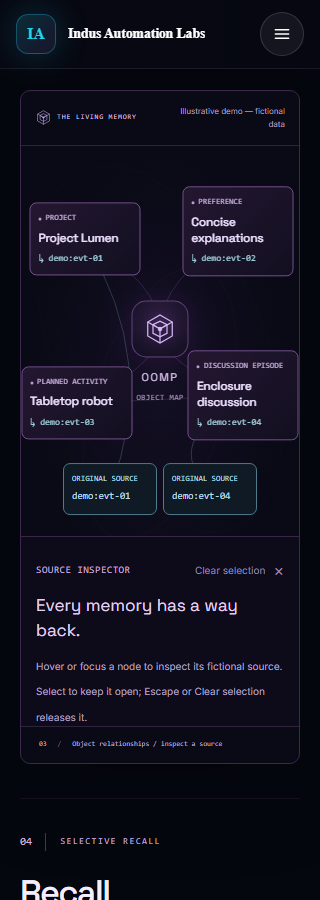 IA
Indus Automation Labs
THE LIVING MEMORY
Illustrative demo — fictional
data
PROJECT
Project Lumen
↳ demo:evt-01
PREFERENCE
Concise
explanations
↳ demo:evt-02
OOMP
OBJECT MAP
PLANNED ACTIVITY
Tabletop robot
↳ demo:evt-03
DISCUSSION EPISODE
Enclosure
discussion
↳ demo:evt-04
ORIGINAL SOURCE
demo:evt-01
ORIGINAL SOURCE
demo:evt-04
SOURCE INSPECTOR
Clear selection ×
Every memory has a way
back.
Hover or focus a node to inspect its fictional source.
Select to keep it open; Escape or Clear selection
releases it.
03 / Object relationships / inspect a source
04 SELECTIVE RECALL
Recall